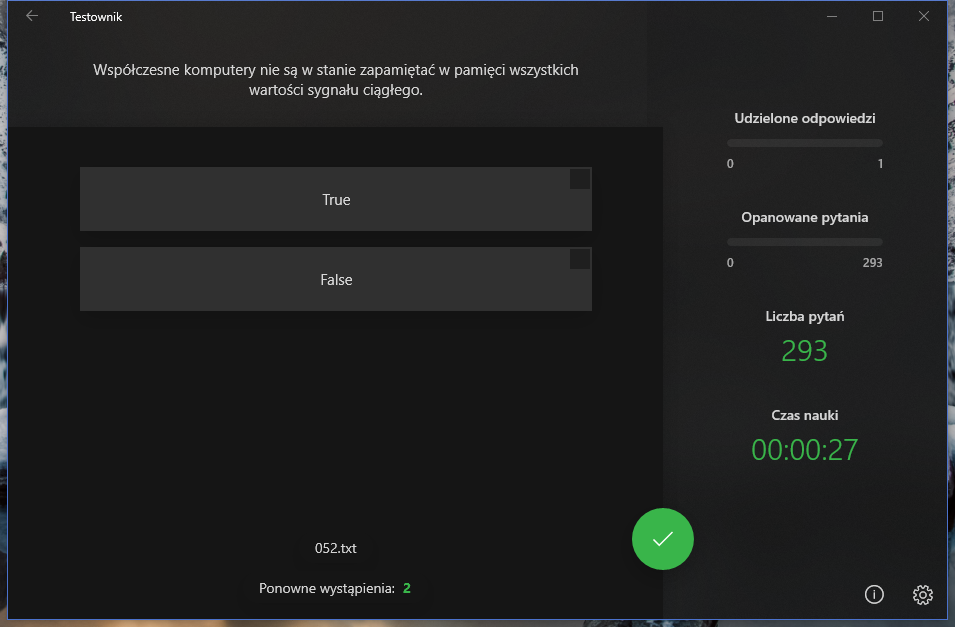 Testownik
Współczesne komputery nie są w stanie zapamiętać w pamięci wszystkich
wartości sygnału ciągłego.
True
False
052.txt
Ponowne wystąpienia: 2
Udzielone odpowiedzi
0 1
Opanowane pytania
0 293
Liczba pytań
293
Czas nauki
00:00:27